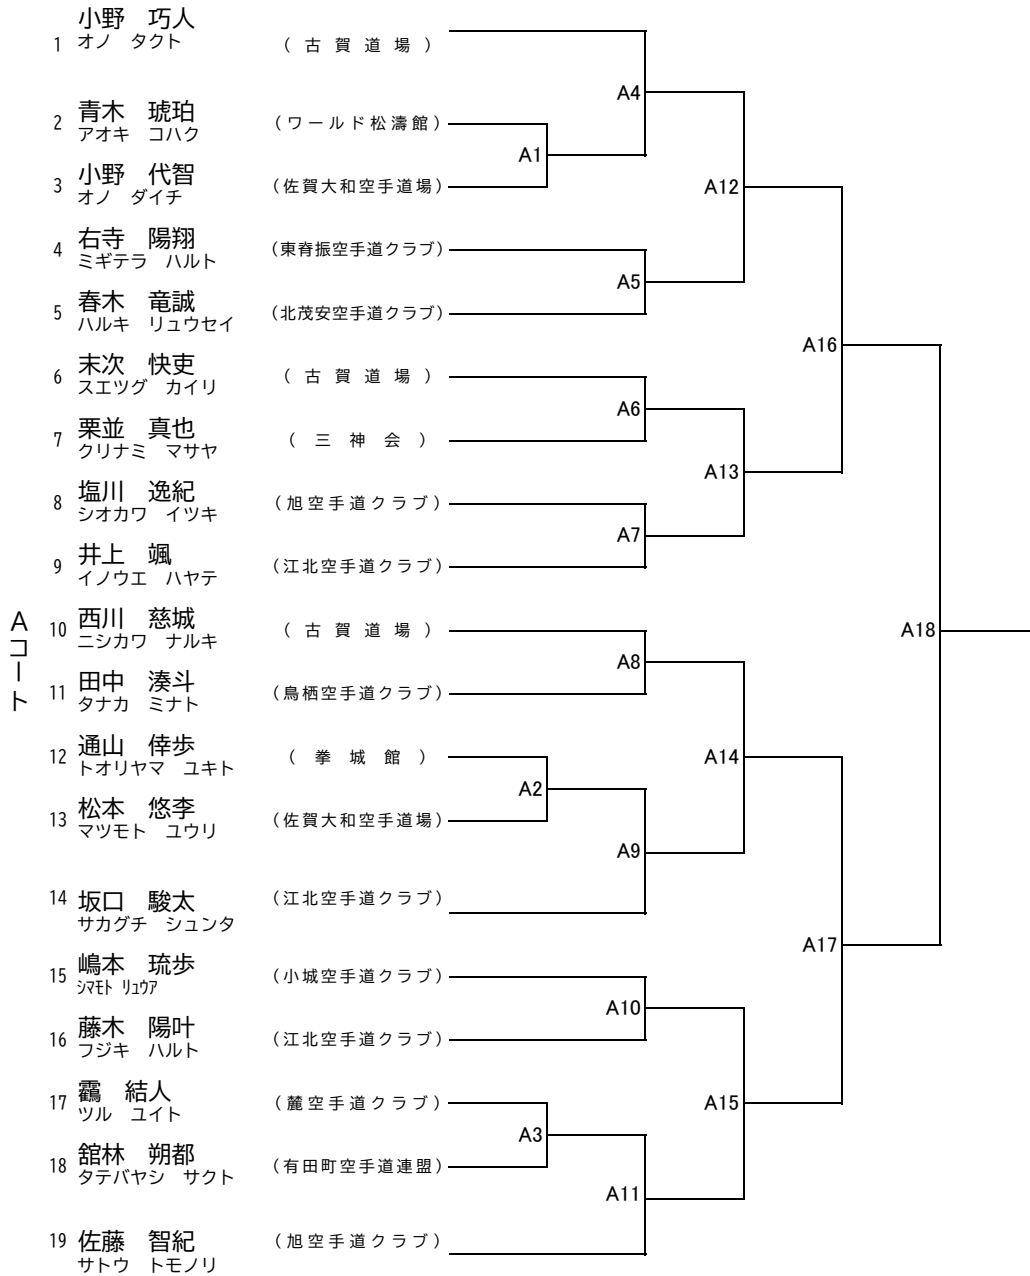 小野　巧人
1 オノ　タクト （古賀道場）
A4
2 青木　琥珀 （ワールド松濤館）
アオキ　コハク
A1
3 小野　代智 （佐賀大和空手道場） A12
オノ　ダイチ
4 右寺　陽翔 （東脊振空手道クラブ）
ミギテラ　ハルト
A5
5 春木　竜誠 （北茂安空手道クラブ）
ハルキ　リュウセイ
A16
6 末次　快吏 （古賀道場）
スエツグ　カイリ
A6
7 栗並　真也 （三神会）
クリナミ　マサヤ
A13
8 塩川　逸紀 （旭空手道クラブ）
シオカワ　イツキ
A7
9 井上　颯 （江北空手道クラブ）
イノウエ　ハヤテ
Aコート
10 西川　慈城 （古賀道場） A18
ニシカワ　ナルキ
A8
11 田中　湊斗 （鳥栖空手道クラブ）
タナカ　ミナト
12 通山　倖歩 （拳城館） A14
トオリヤマ　ユキト
A2
13 松本　悠李 （佐賀大和空手道場）
マツモト　ユウリ
A9
14 坂口　駿太 （江北空手道クラブ）
サカグチ　シュンタ
A17
15 嶋本　琉歩 （小城空手道クラブ）
ｼﾏﾓﾄ ﾘｭｳｱ
A10
16 藤木　陽叶 （江北空手道クラブ）
フジキ　ハルト
17 靍　結人 （麓空手道クラブ） A15
ツル　ユイト
A3
18 舘林　朔都 （有田町空手道連盟）
タテバヤシ　サクト
A11
19 佐藤　智紀 （旭空手道クラブ）
サトウ　トモノリ